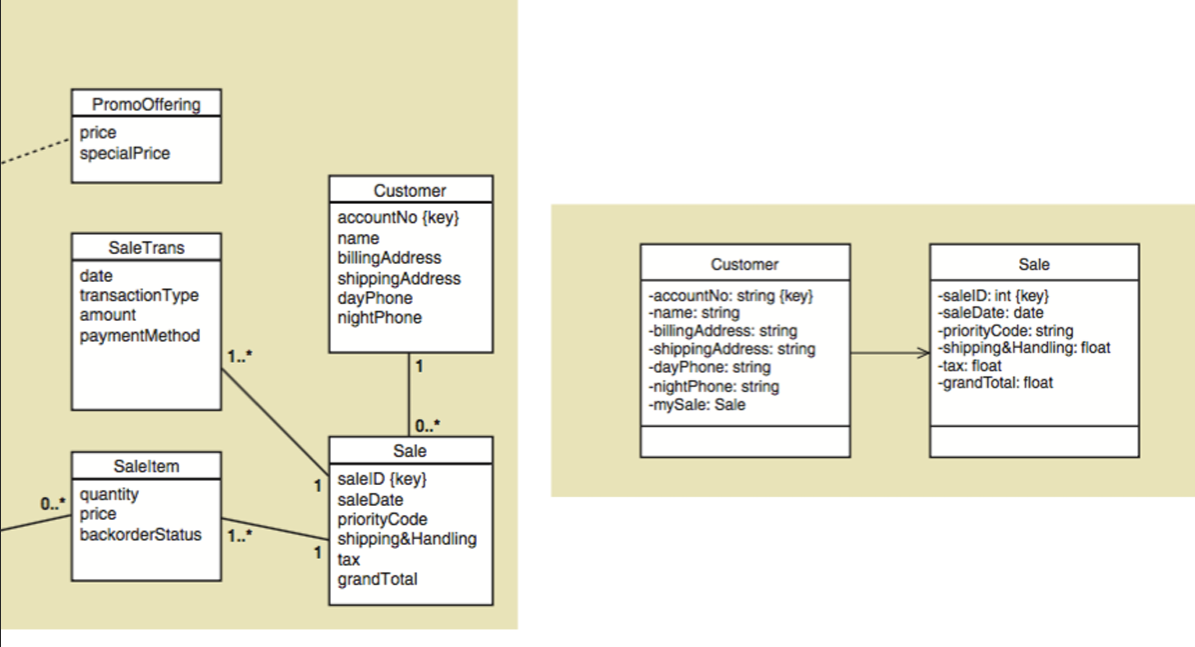 PromoOffering
price
specialPrice
SaleTrans
date
transactionType
amount
paymentMethod
1..*
SaleItem
quantity
price
backorderStatus
0..*
1..*
Customer
accountNo {key}
name
billingAddress
shippingAddress
dayPhone
nightPhone
1
0..*
Sale
saleID {key}
saleDate
priorityCode
shipping&Handling
tax
grandTotal
1
1
Customer
-accountNo: string {key}
-name: string
-billingAddress: string
-shippingAddress: string
-dayPhone: string
-nightPhone: string
-mySale: Sale
Sale
-saleID: int {key}
-saleDate: date
-priorityCode: string
-shipping&Handling: float
-tax: float
-grandTotal: float